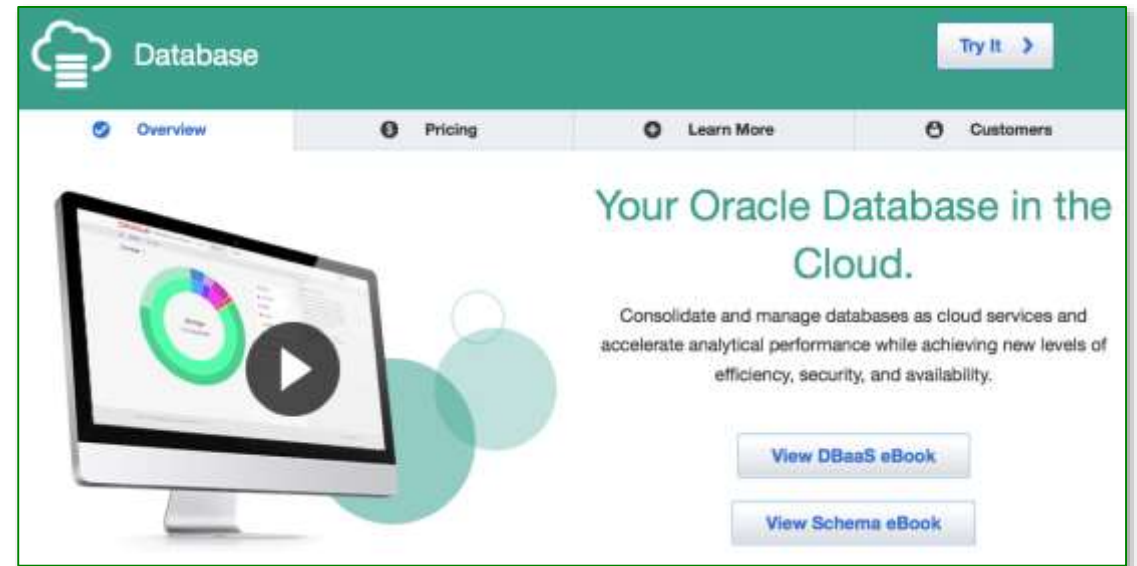 Database
Try It
Overview
Pricing
Learn More
Customers
Your Oracle Database in the
Cloud.
Consolidate and manage databases as cloud services and
accelerate analytical performance while achieving new levels of
efficiency, security, and availability.
View DBaaS eBook
View Schema eBook